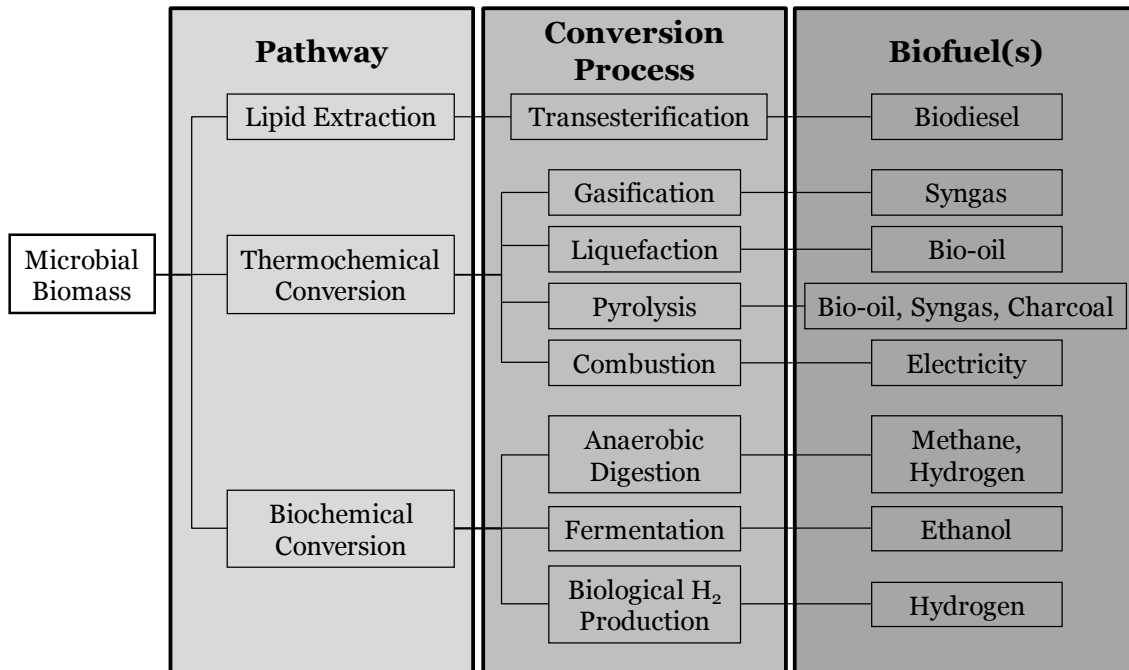 Pathway
Conversion
Process
Biofuel(s)
Lipid Extraction
Transesterification
Biodiesel
Gasification
Syngas
Microbial
Biomass
Thermochemical
Conversion
Liquefaction
Bio-oil
Pyrolysis
Bio-oil, Syngas, Charcoal
Combustion
Electricity
Biochemical
Conversion
Anaerobic
Digestion
Methane,
Hydrogen
Fermentation
Ethanol
Biological H₂
Production
Hydrogen